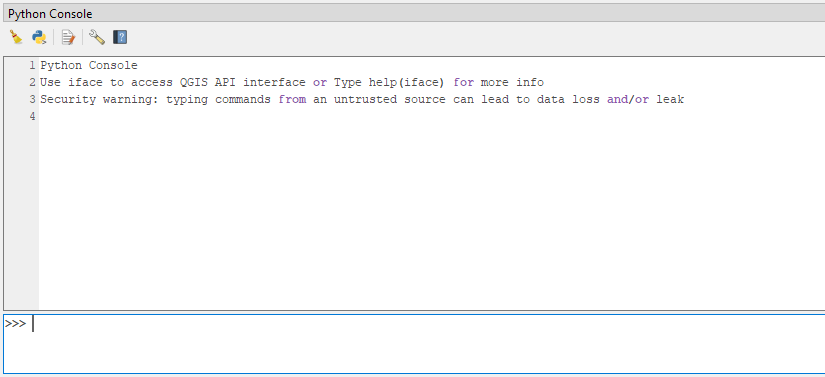 Python Console
1 Python Console
2 Use iface to access QGIS API interface or Type help(iface) for more info
3 Security warning: typing commands from an untrusted source can lead to data loss and/or leak
4
>>>